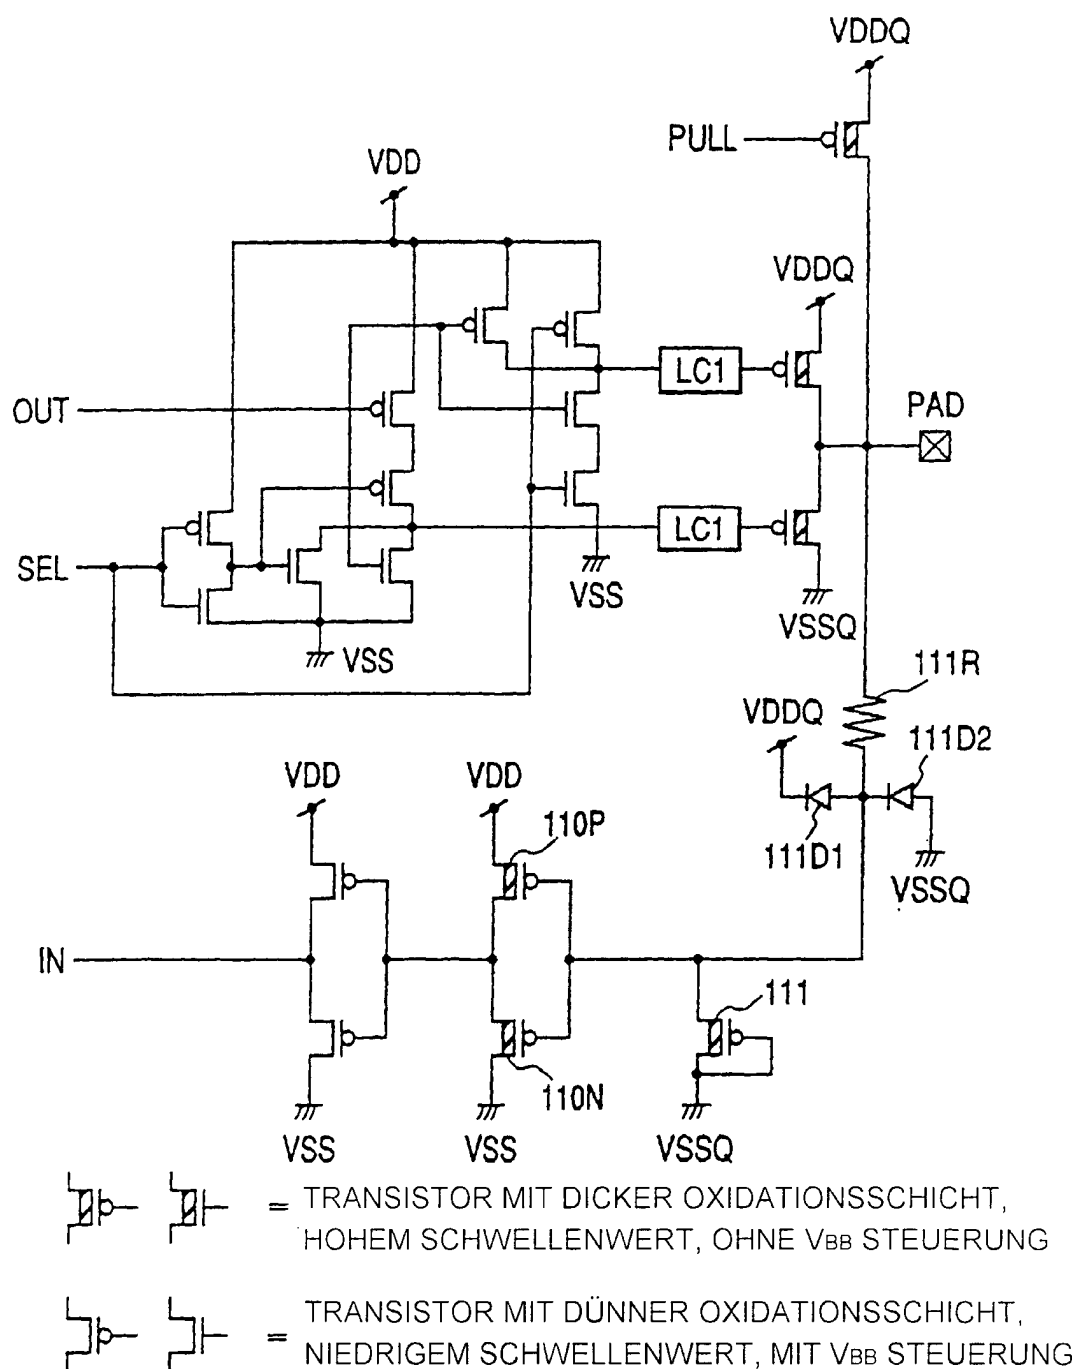 VDDQ
PULL
VDD
VDDQ
LC1
OUT
PAD
LC1
SEL
VSS
VSSQ
VSS
111R
VDDQ
111D2
VDD
VDD
110P
111D1
VSSQ
IN
111
110N
VSS
VSS
VSSQ
= TRANSISTOR MIT DICKER OXIDATIONSSCHICHT,
HOHEM SCHWELLENWERT, OHNE VBB STEUERUNG
= TRANSISTOR MIT DÜNNER OXIDATIONSSCHICHT,
NIEDRIGEM SCHWELLENWERT, MIT VBB STEUERUNG